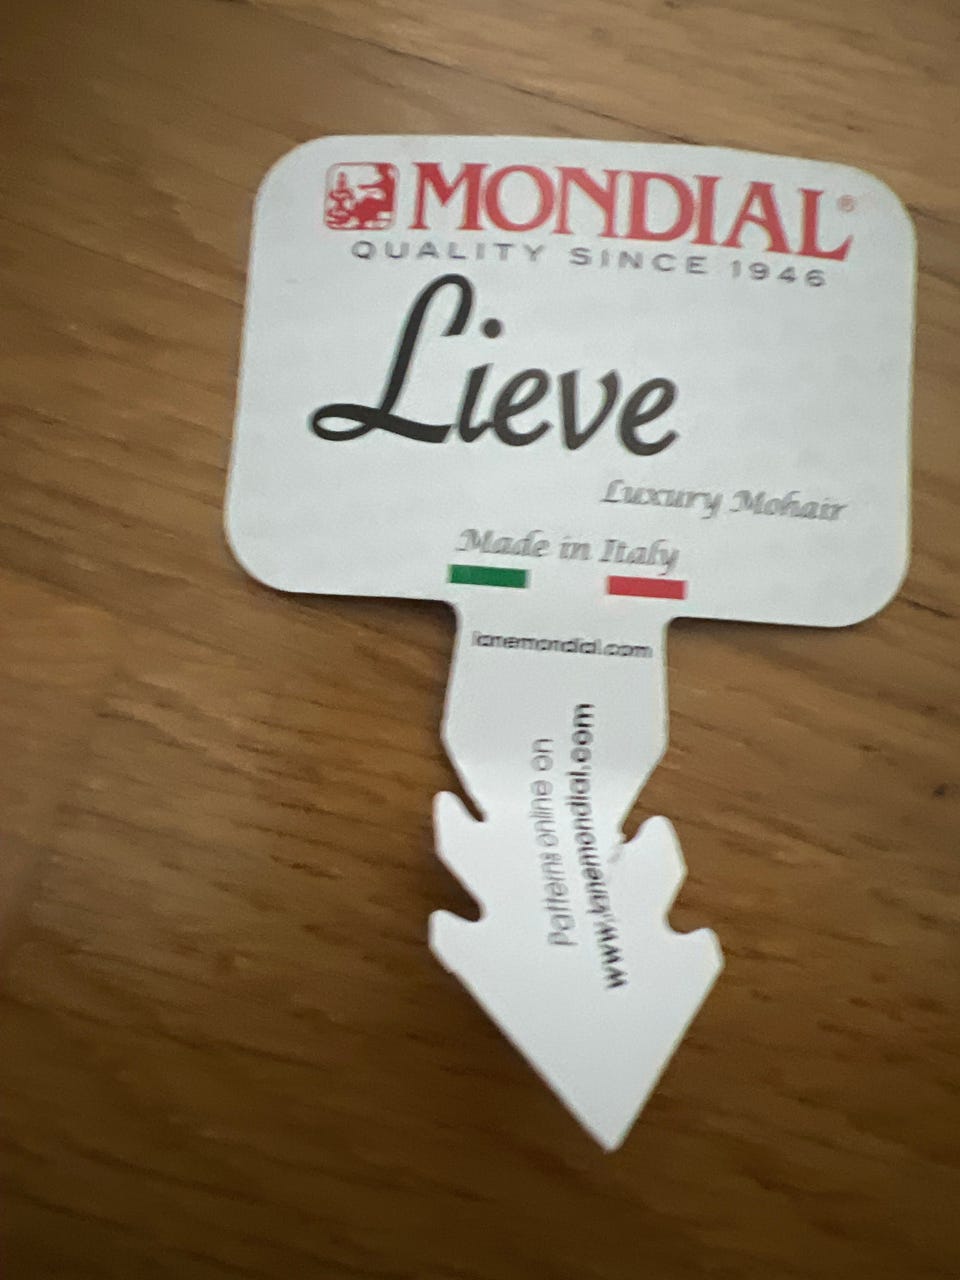 MONDIAL®
QUALITY SINCE 1946
Lieve
Luxury Mohair
Made in Italy
lanemondial.com
Patterns online on
www.lanemondial.com